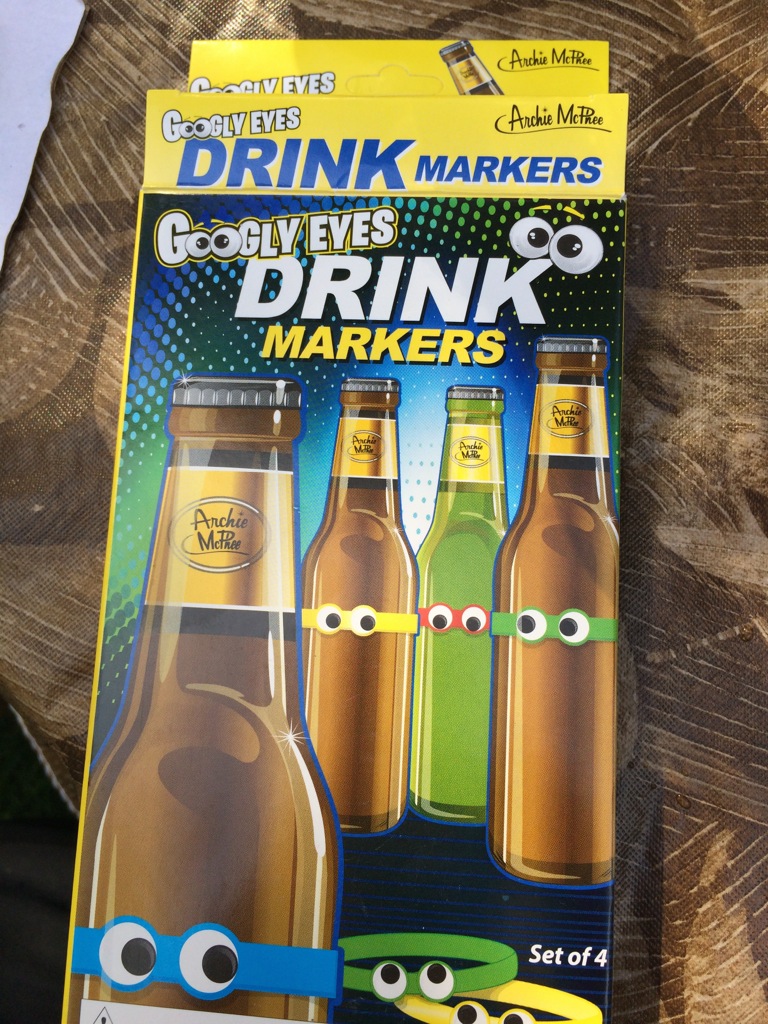 GOOGLY EYES
Archie McPhee
GOOGLY EYES
Archie McPhee
DRINK MARKERS
GOOGLY EYES
DRINK
MARKERS
Archie
McPhee
Archie
McPhee
Archie
McPhee
Archie
McPhee
Set of 4